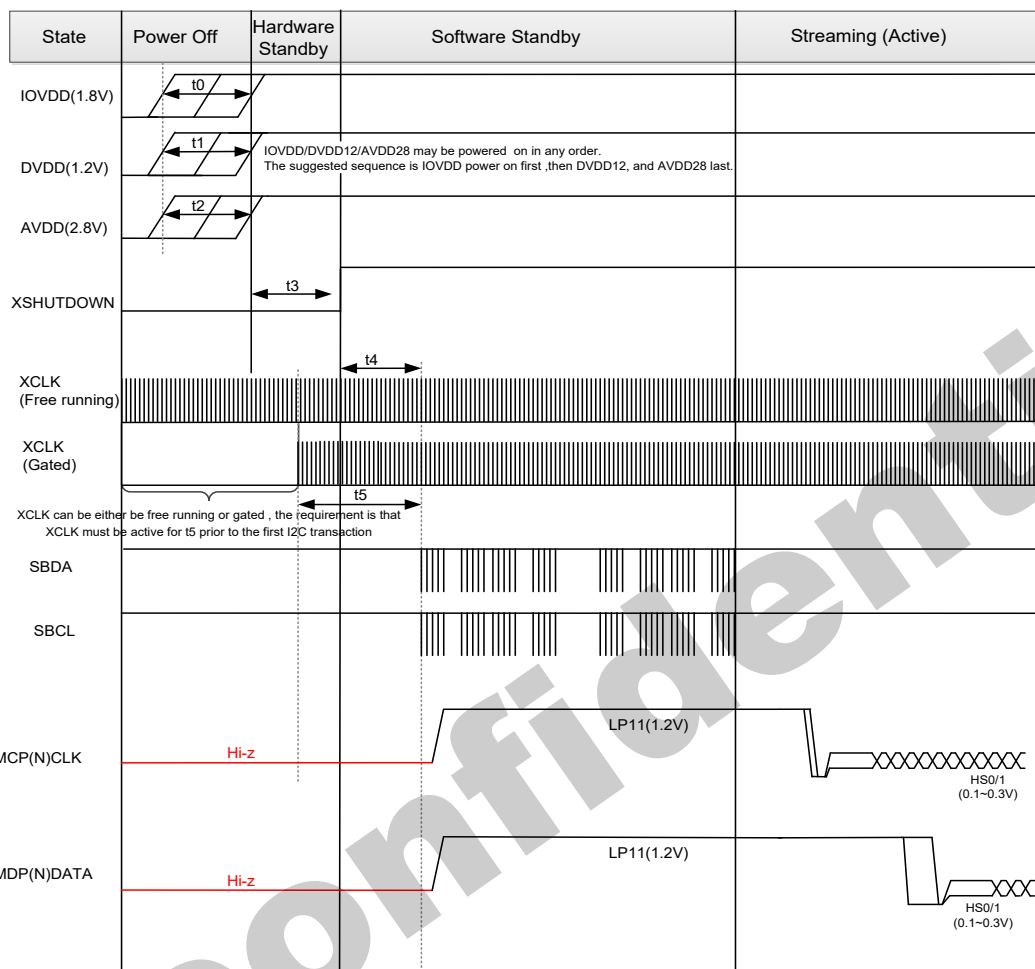 State
Power Off
Hardware
Standby
Software Standby
Streaming (Active)
IOVDD(1.8V)
t0
DVDD(1.2V)
t1
IOVDD/DVDD12/AVDD28 may be powered on in any order.
The suggested sequence is IOVDD power on first ,then DVDD12, and AVDD28 last.
AVDD(2.8V)
t2
XSHUTDOWN
t3
t4
XCLK
(Free running)
XCLK
(Gated)
t5
XCLK can be either be free running or gated , the requirement is that
XCLK must be active for t5 prior to the first I2C transaction
SBDA
SBCL
MCP(N)CLK
Hi-z
LP11(1.2V)
HS0/1
(0.1~0.3V)
MDP(N)DATA
Hi-z
LP11(1.2V)
HS0/1
(0.1~0.3V)
confidenti